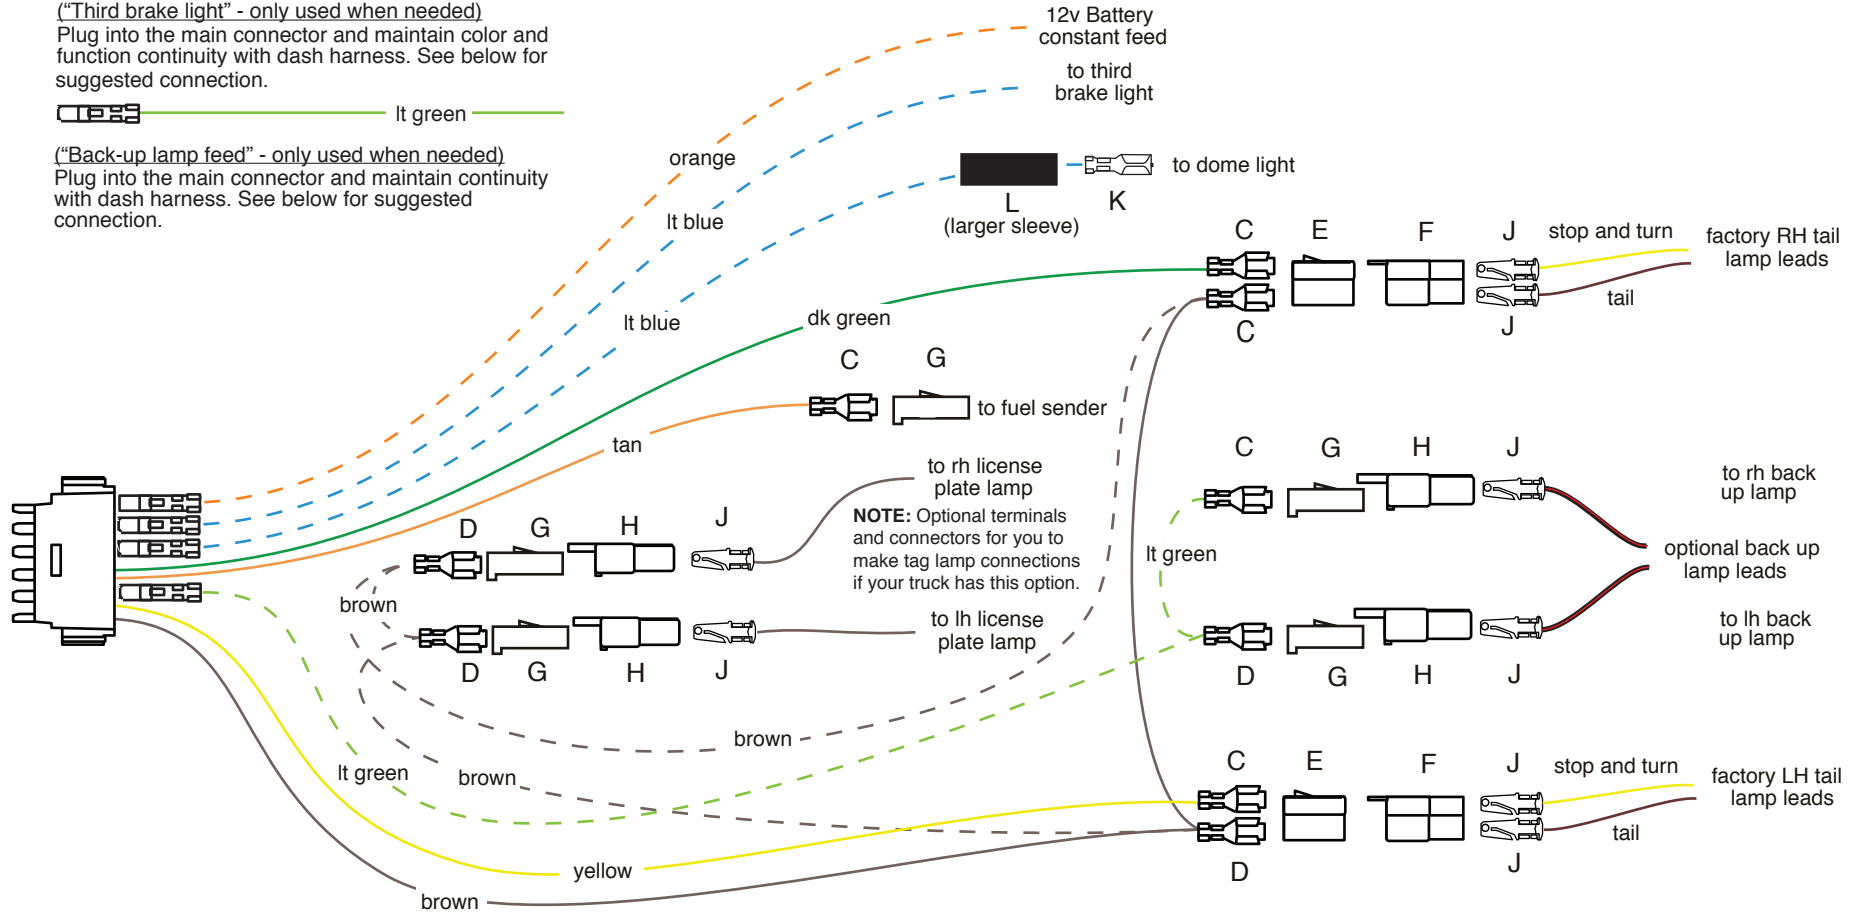 ("Third brake light" - only used when needed)
Plug into the main connector and maintain color and
function continuity with dash harness. See below for
suggested connection.
lt green
("Back-up lamp feed" - only used when needed)
Plug into the main connector and maintain continuity
with dash harness. See below for suggested
connection.
12v Battery
constant feed
to third
brake light
orange
lt blue
to dome light
L
K
(larger sleeve)
lt blue
dk green
C
E
F
J
stop and turn
factory RH tail
lamp leads
tail
C
J
C
G
to fuel sender
tan
to rh license
plate lamp
NOTE: Optional terminals
and connectors for you to
make tag lamp connections
if your truck has this option.
D
G
H
J
brown
to lh license
plate lamp
D
G
H
J
C
G
H
J
to rh back
up lamp
lt green
optional back up
lamp leads
to lh back
up lamp
D
G
H
J
brown
lt green
brown
C
E
F
J
stop and turn
factory LH tail
lamp leads
tail
D
J
yellow
brown